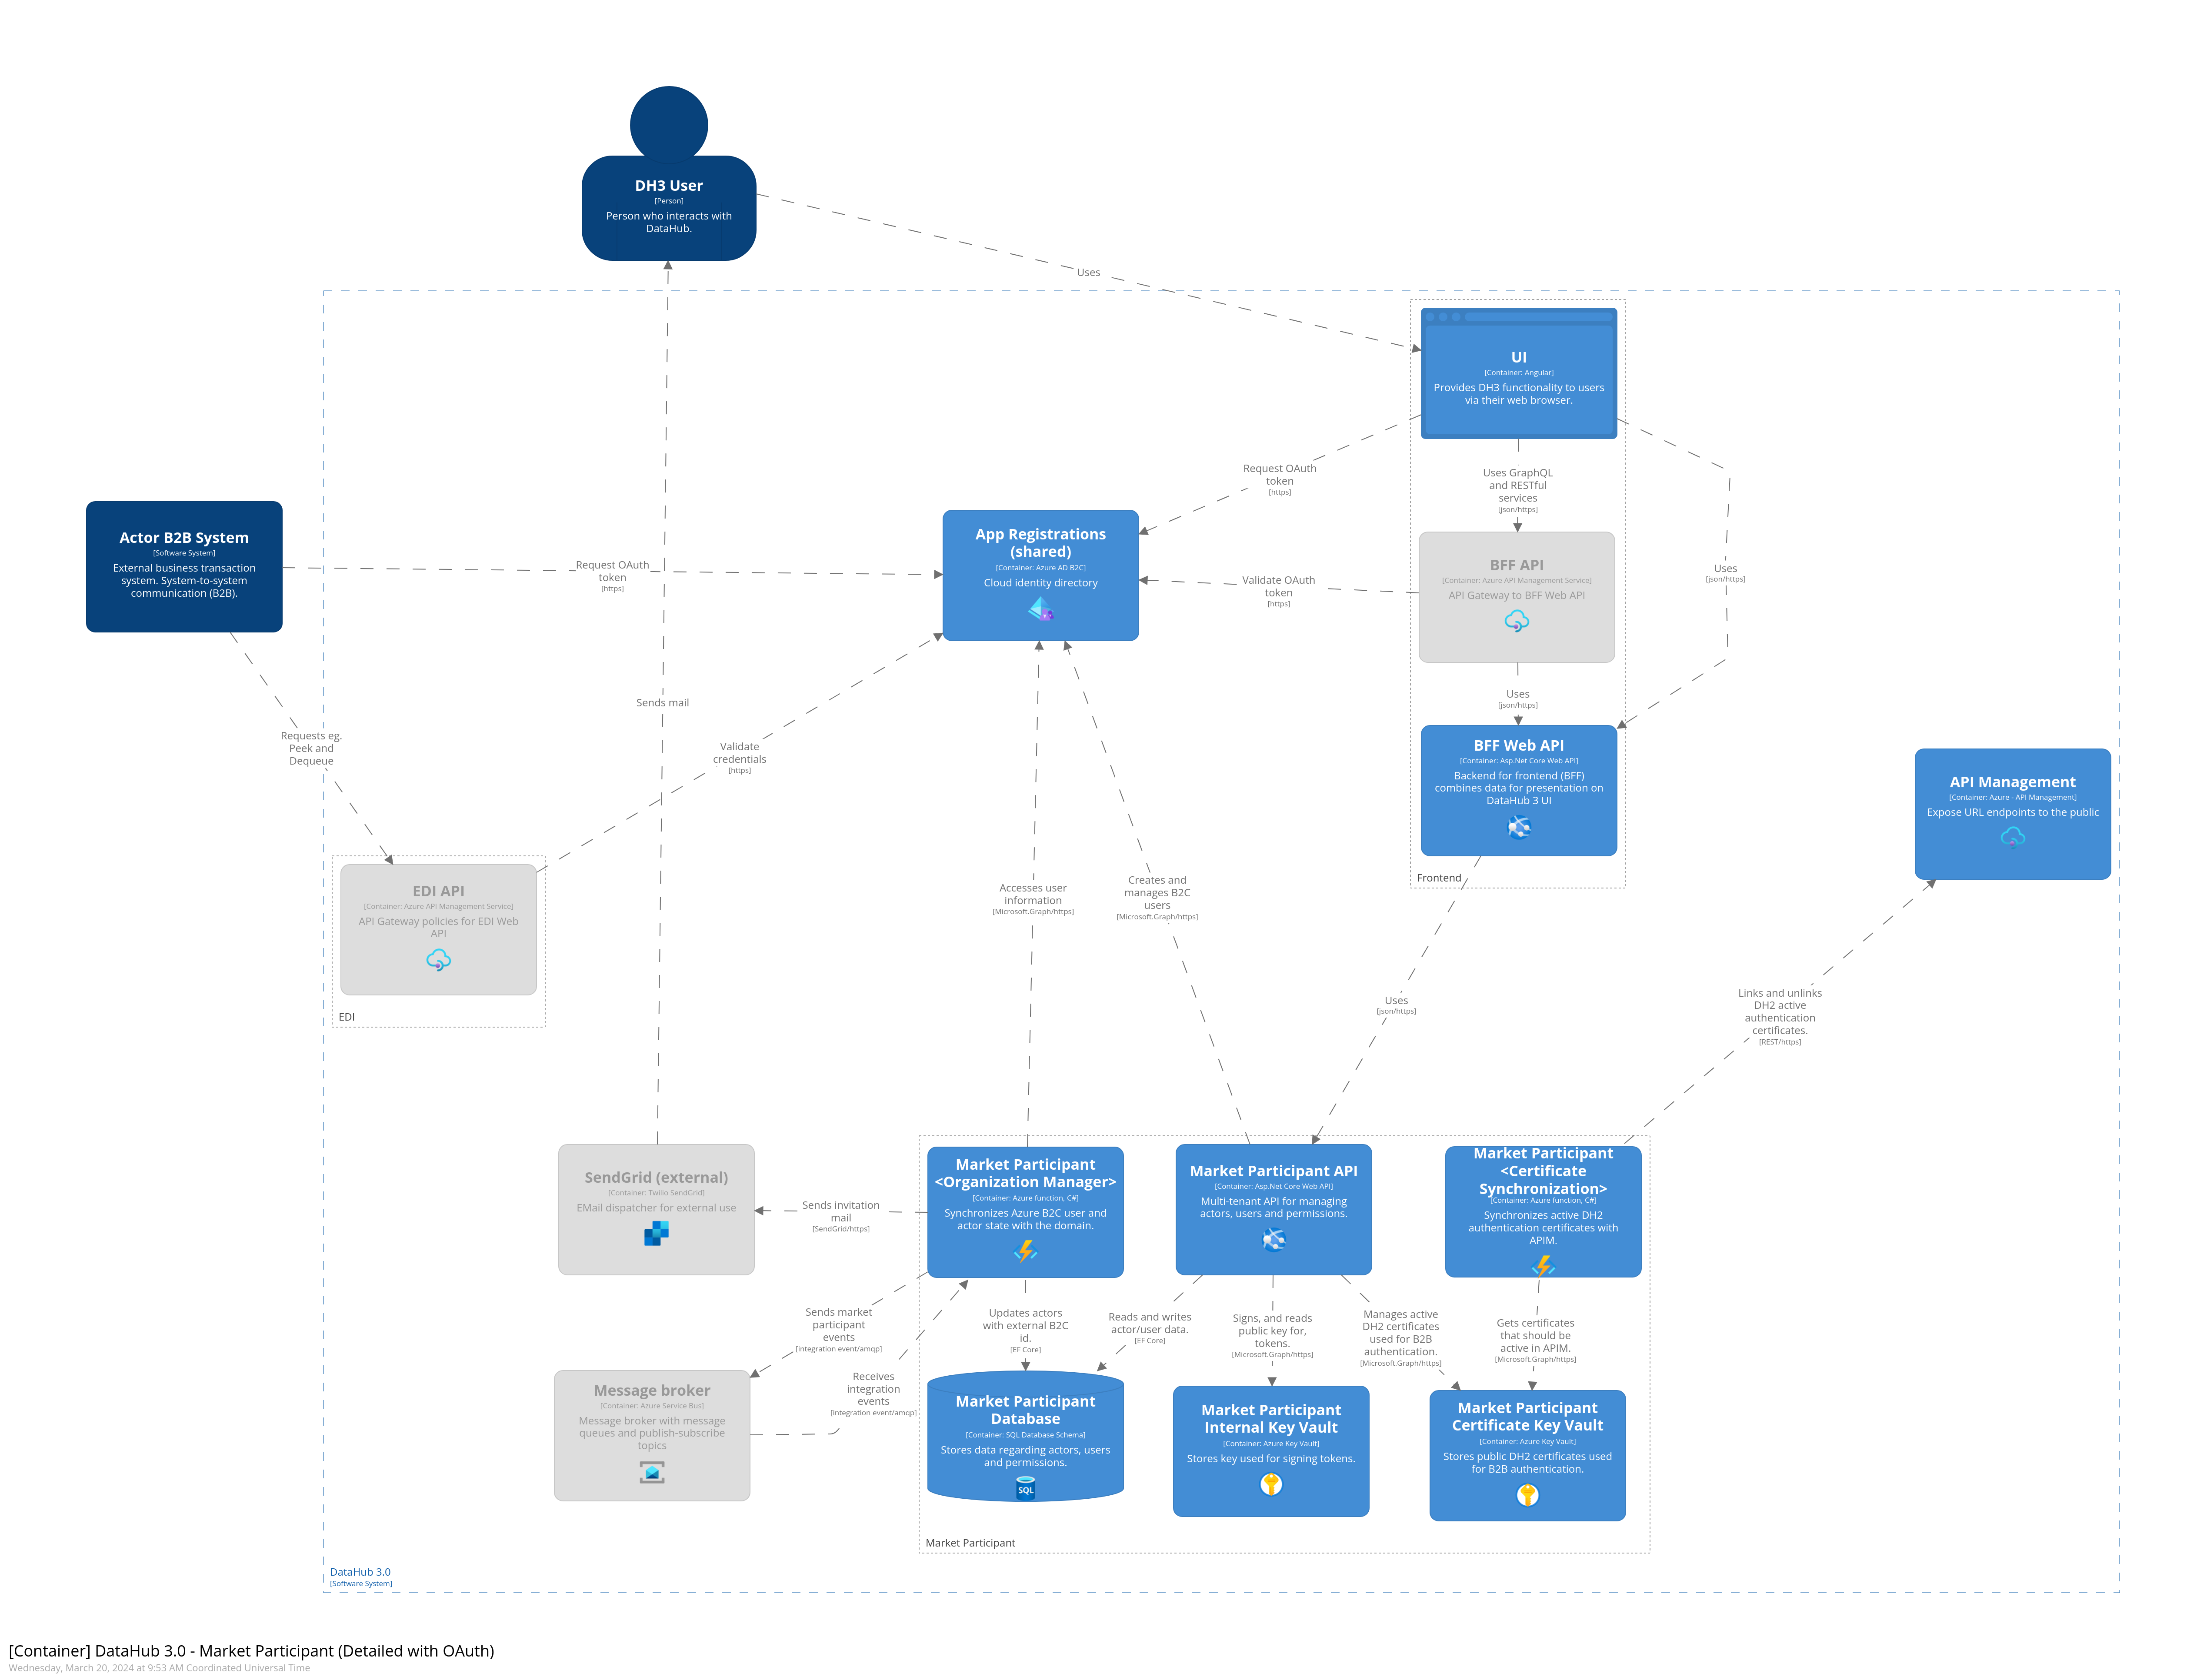 DH3 User
[Person]
Person who interacts with
DataHub.
Uses
UI
[Container: Angular]
Provides DH3 functionality to users
via their web browser.
Request OAuth
token
[https]
Uses GraphQL
and RESTful
services
[json/https]
Actor B2B System
[Software System]
External business transaction
system. System-to-system
communication (B2B).
Request OAuth
token
[https]
App Registrations
(shared)
[Container: Azure AD B2C]
Cloud identity directory
Validate OAuth
token
[https]
BFF API
[Container: Azure API Management Service]
API Gateway to BFF Web API
Uses
[json/https]
Sends mail
Uses
[json/https]
Requests eg.
Peek and
Dequeue
Validate
credentials
[https]
BFF Web API
[Container: Asp.Net Core Web API]
Backend for frontend (BFF)
combines data for presentation on
DataHub 3 UI
Frontend
API Management
[Container: Azure - API Management]
Expose URL endpoints to the public
EDI API
[Container: Azure API Management Service]
API Gateway policies for EDI Web
API
EDI
Accesses user
information
[Microsoft.Graph/https]
Creates and
manages B2C
users
[Microsoft.Graph/https]
Uses
[json/https]
Links and unlinks
DH2 active
authentication
certificates.
[REST/https]
SendGrid (external)
[Container: Twilio SendGrid]
EMail dispatcher for external use
Sends invitation
mail
[SendGrid/https]
Market Participant
<Organization Manager>
[Container: Azure function, C#]
Synchronizes Azure B2C user and
actor state with the domain.
Market Participant API
[Container: Asp.Net Core Web API]
Multi-tenant API for managing
actors, users and permissions.
Market Participant
<Certificate
Synchronization>
[Container: Azure function, C#]
Synchronizes active DH2
authentication certificates with
APIM.
Sends market
participant
events
[integration event/amqp]
Receives
integration
events
[integration event/amqp]
Updates actors
with external B2C
id.
[EF Core]
Reads and writes
actor/user data.
[EF Core]
Signs, and reads
public key for,
tokens.
[Microsoft.Graph/https]
Manages active
DH2 certificates
used for B2B
authentication.
[Microsoft.Graph/https]
Gets certificates
that should be
active in APIM.
[Microsoft.Graph/https]
Message broker
[Container: Azure Service Bus]
Message broker with message
queues and publish-subscribe
topics
Market Participant
Database
[Container: SQL Database Schema]
Stores data regarding actors, users
and permissions.
SQL
Market Participant
Internal Key Vault
[Container: Azure Key Vault]
Stores key used for signing tokens.
Market Participant
Certificate Key Vault
[Container: Azure Key Vault]
Stores public DH2 certificates used
for B2B authentication.
Market Participant
DataHub 3.0
[Software System]
[Container] DataHub 3.0 - Market Participant (Detailed with OAuth)
Wednesday, March 20, 2024 at 9:53 AM Coordinated Universal Time